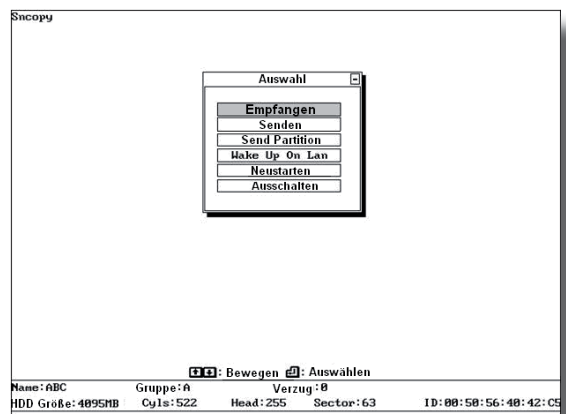 Sncopy
Auswahl
Empfangen
Senden
Send Partition
Wake Up On Lan
Neustarten
Ausschalten
: Bewegen : Auswählen
Name:ABC Gruppe:A Verzug:0
HDD Größe:4095MB Cyls:522 Head:255 Sector:63 ID:00:50:56:40:42:C5